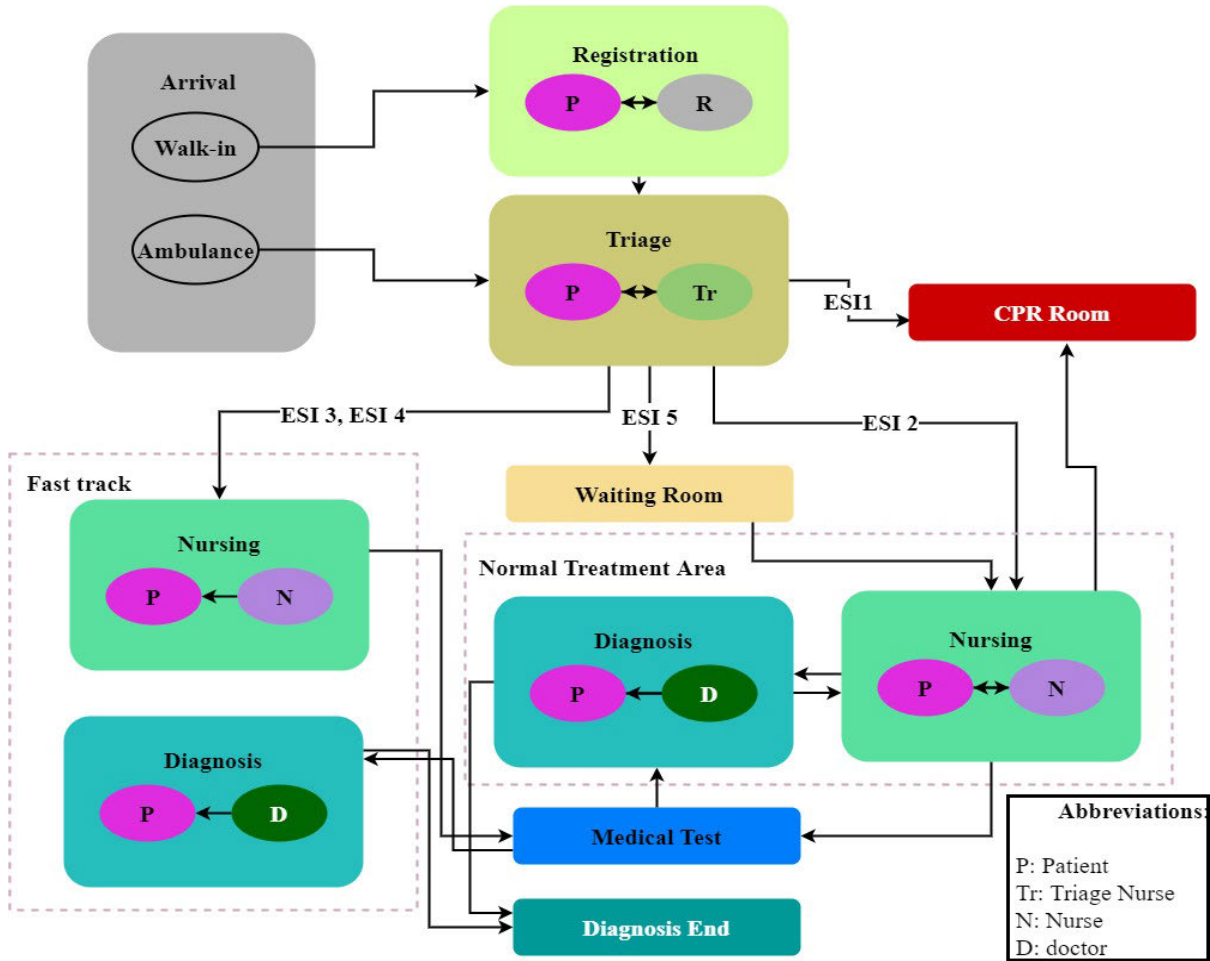 Arrival
Walk-in
Ambulance
Registration
P
R
Triage
P
Tr
ESI1
CPR Room
ESI 3, ESI 4
ESI 5
ESI 2
Fast track
Nursing
P
N
Diagnosis
P
D
Waiting Room
Normal Treatment Area
Diagnosis
P
D
Nursing
P
N
Medical Test
Diagnosis End
Abbreviations:
P: Patient
Tr: Triage Nurse
N: Nurse
D: doctor